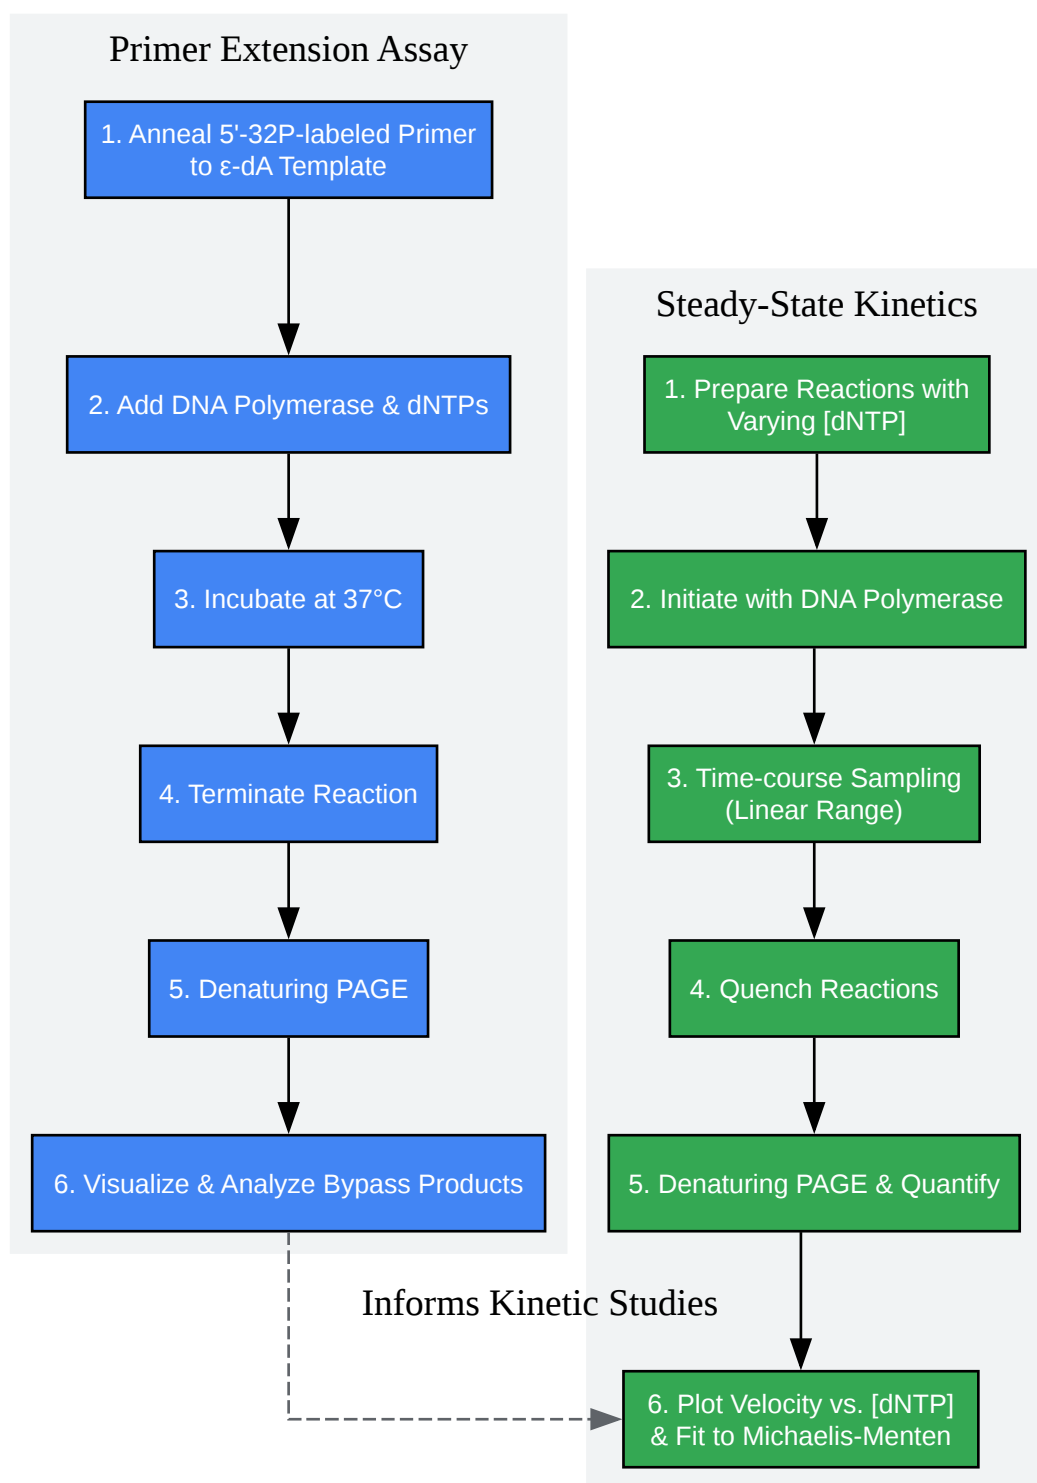 Primer Extension Assay
1. Anneal 5'-32P-labeled Primer
to ε-dA Template
2. Add DNA Polymerase & dNTPs
3. Incubate at 37°C
4. Terminate Reaction
5. Denaturing PAGE
6. Visualize & Analyze Bypass Products
Steady-State Kinetics
1. Prepare Reactions with
Varying [dNTP]
2. Initiate with DNA Polymerase
3. Time-course Sampling
(Linear Range)
4. Quench Reactions
5. Denaturing PAGE & Quantify
Informs Kinetic Studies
6. Plot Velocity vs. [dNTP]
& Fit to Michaelis-Menten